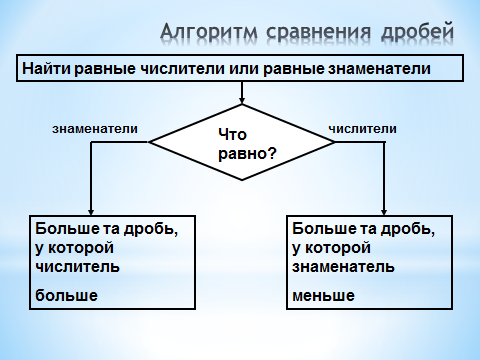 Алгоритм сравнения дробей
Найти равные числители или равные знаменатели
знаменатели
Что
равно?
числители
Больше та дробь,
у которой
числитель
больше
Больше та дробь,
у которой
знаменатель
меньше